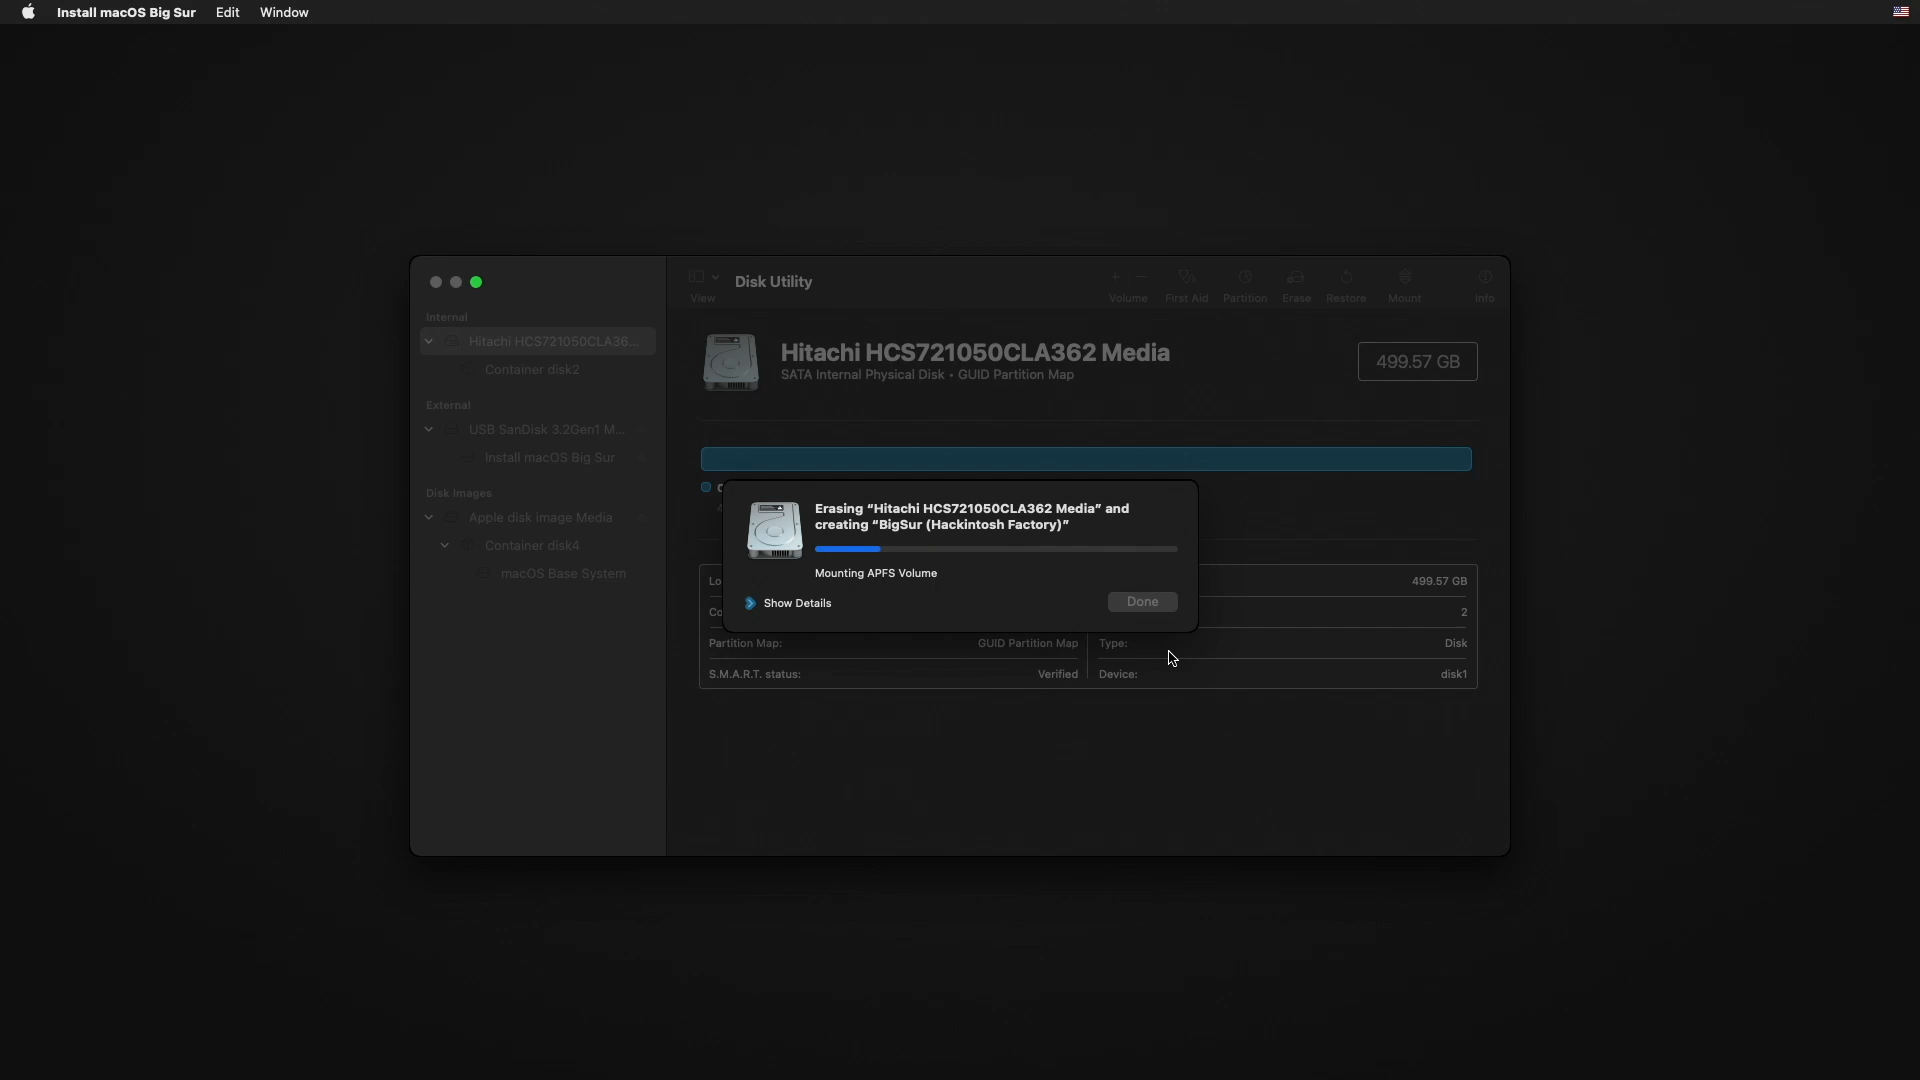 Install macOS Big Sur Edit Window
Disk Utility
View
Volume First Aid Partition Erase Restore Mount Info
Internal
Hitachi HCS721050CLA36...
Container disk2
External
USB SanDisk 3.2Gen1 M...
Install macOS Big Sur
Disk Images
Apple disk image Media
Container disk4
macOS Base System
Hitachi HCS721050CLA362 Media
SATA Internal Physical Disk • GUID Partition Map
499.57 GB
Erasing “Hitachi HCS721050CLA362 Media” and
creating “BigSur (Hackintosh Factory)”
Mounting APFS Volume
Show Details
Done
Lo
499.57 GB
Co
2
Partition Map: GUID Partition Map
Type: Disk
S.M.A.R.T. status: Verified
Device: disk1